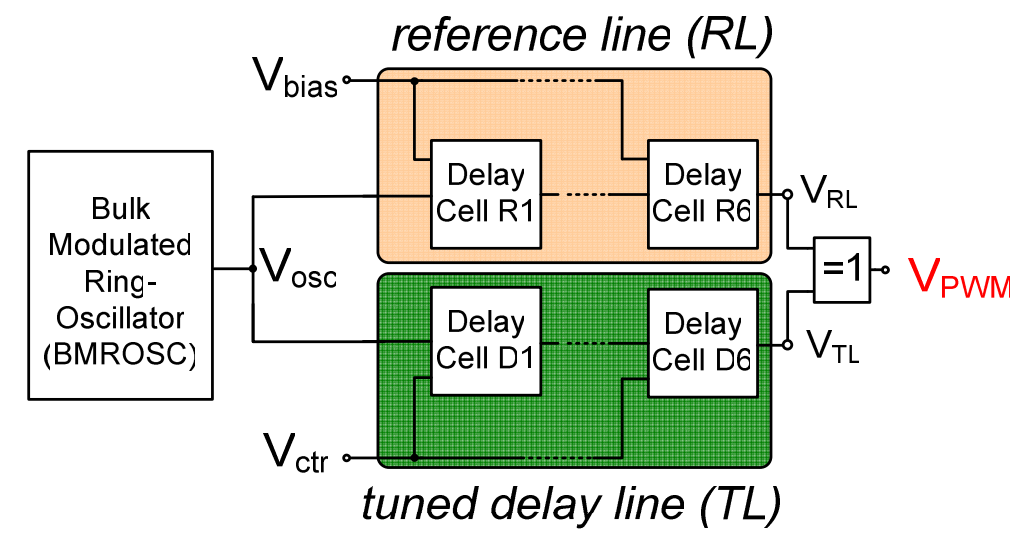 reference line (RL)
Vbias
Delay
Cell R1
Delay
Cell R6
VRL
Bulk
Modulated
Ring-
Oscillator
(BMROSC)
Vosc
=1
VPWM
Delay
Cell D1
Delay
Cell D6
VTL
Vctr
tuned delay line (TL)